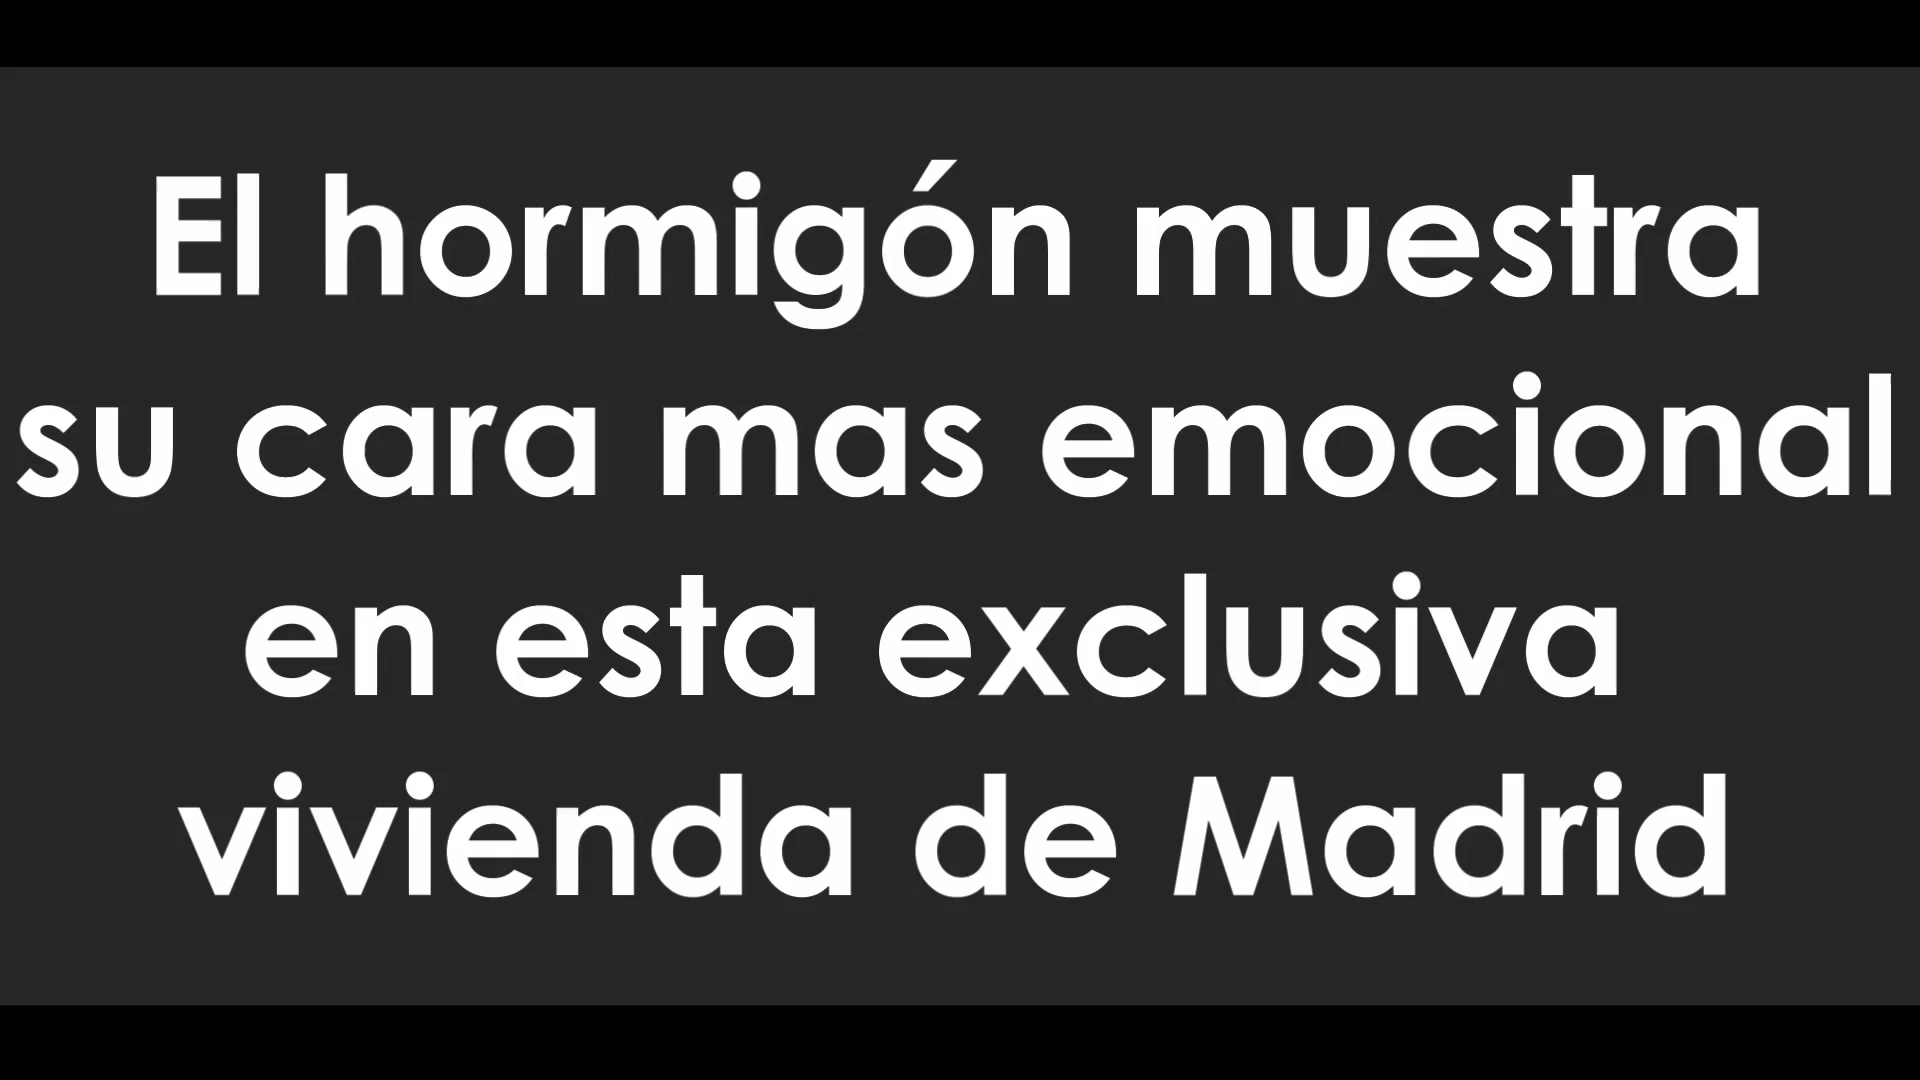 El hormigón muestra
su cara mas emocional
en esta exclusiva
vivienda de Madrid